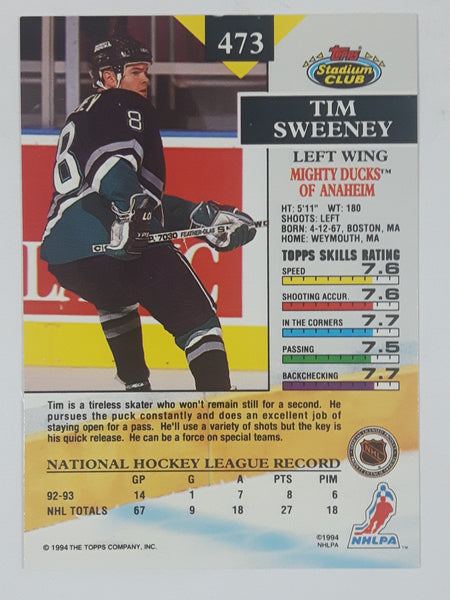 473
Topps
Stadium
CLUB
TIM
SWEENEY
LEFT WING
MIGHTY DUCKS™
OF ANAHEIM
HT: 5'11" WT: 180
SHOOTS: LEFT
BORN: 4-12-67, BOSTON, MA
HOME: WEYMOUTH, MA
TOPPS SKILLS RATING
SPEED 7.6
SHOOTING ACCUR. 7.6
IN THE CORNERS 7.7
PASSING 7.5
BACKCHECKING 7.7
8
8
7030 FEATHER-GLAS
Tim is a tireless skater who won't remain still for a second. He
pursues the puck constantly and does an excellent job of
staying open for a pass. He'll use a variety of shots but the key is
his quick release. He can be a force on special teams.
NATIONAL HOCKEY LEAGUE RECORD
GP G A PTS PIM
92-93 14 1 7 8 6
NHL TOTALS 67 9 18 27 18
NHL
© 1994 THE TOPPS COMPANY, INC.
©1994
NHLPA
NHLPA™